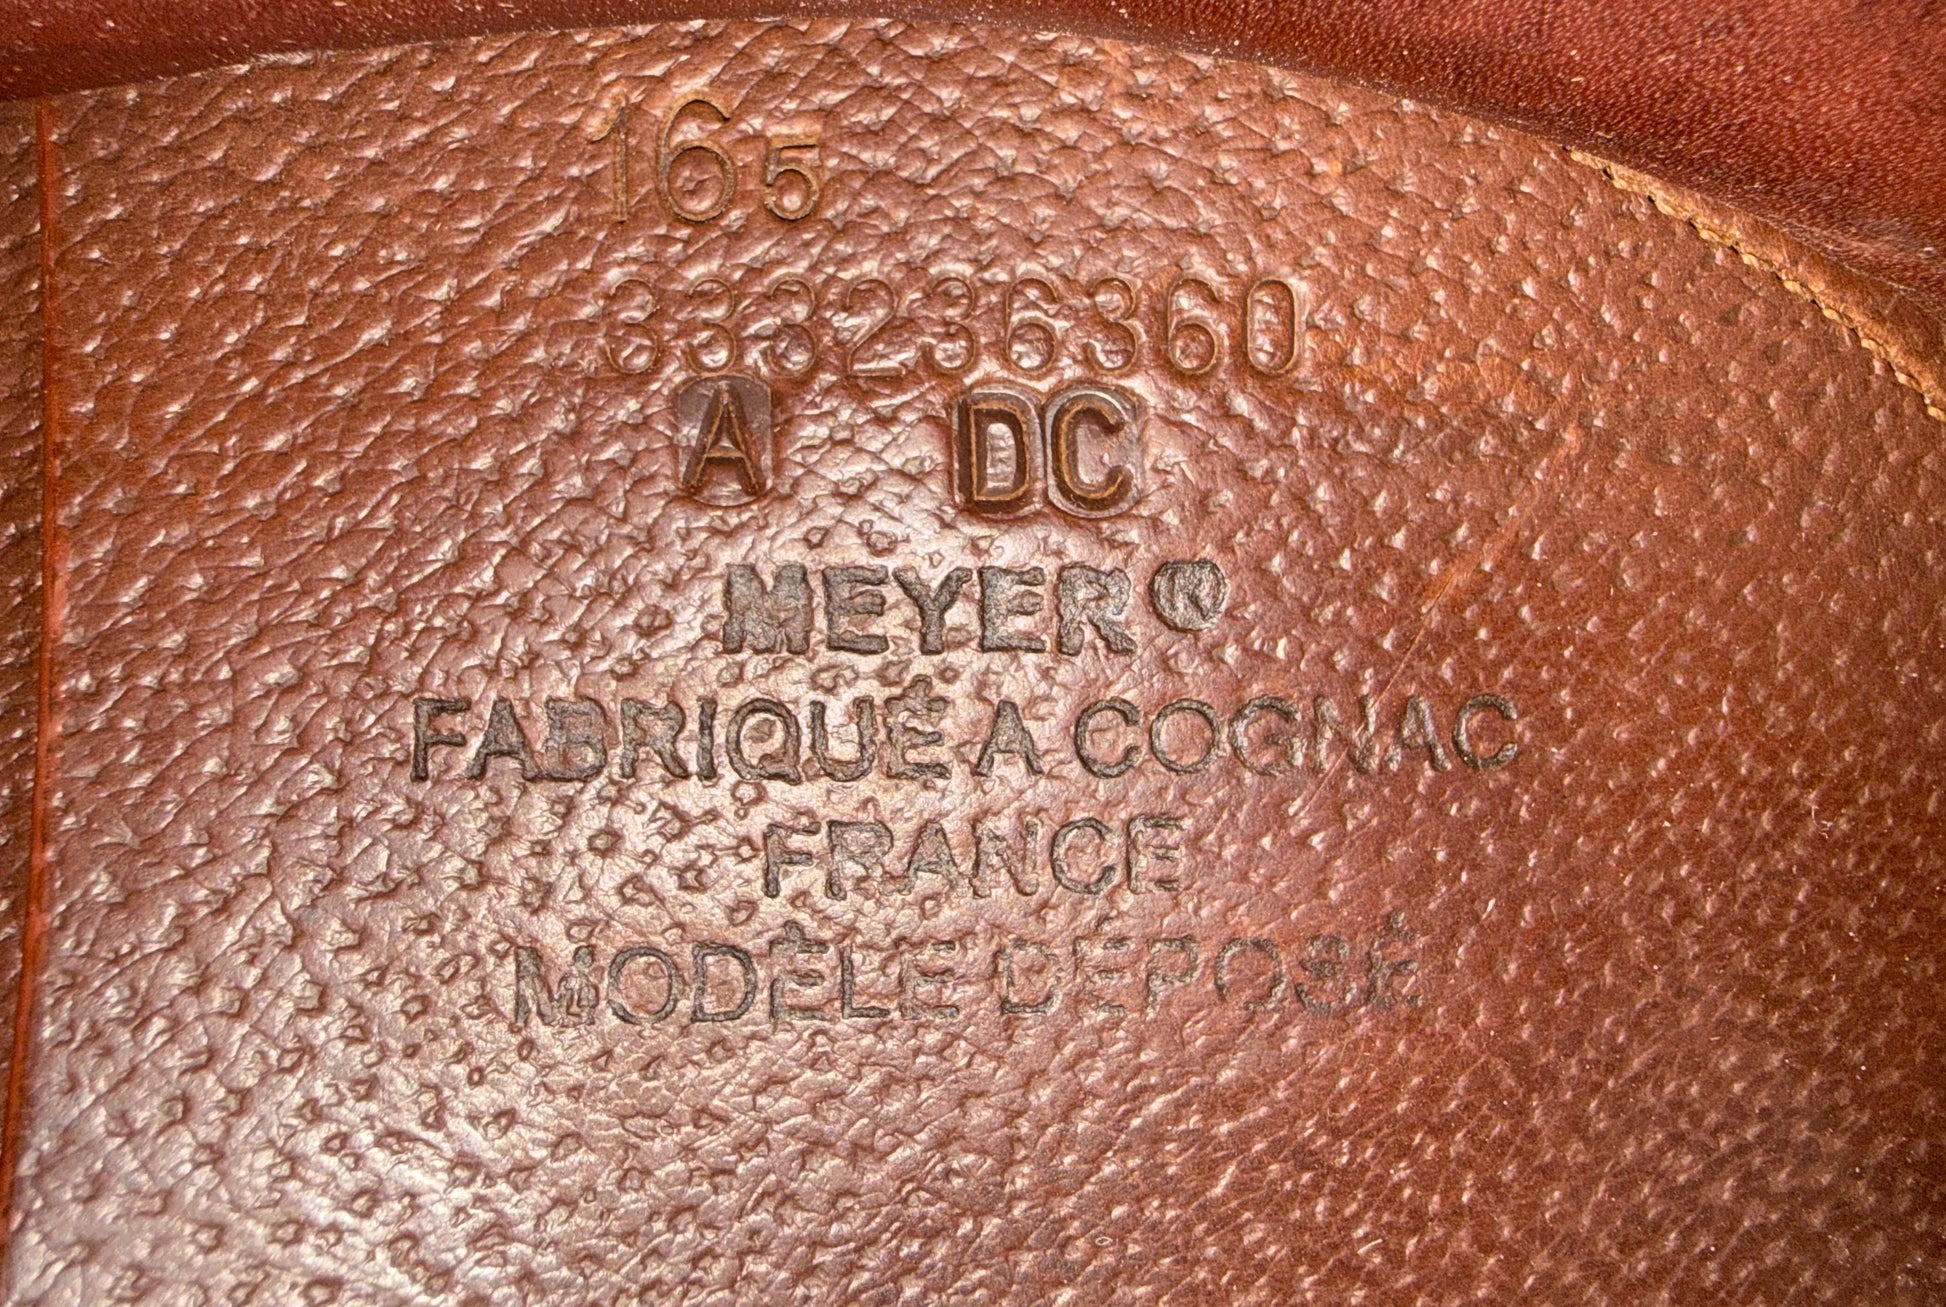 16 5
333236360
A DC
MEYER®
FABRIQUÉ A COGNAC
FRANCE
MODÈLE DÉPOSÉ